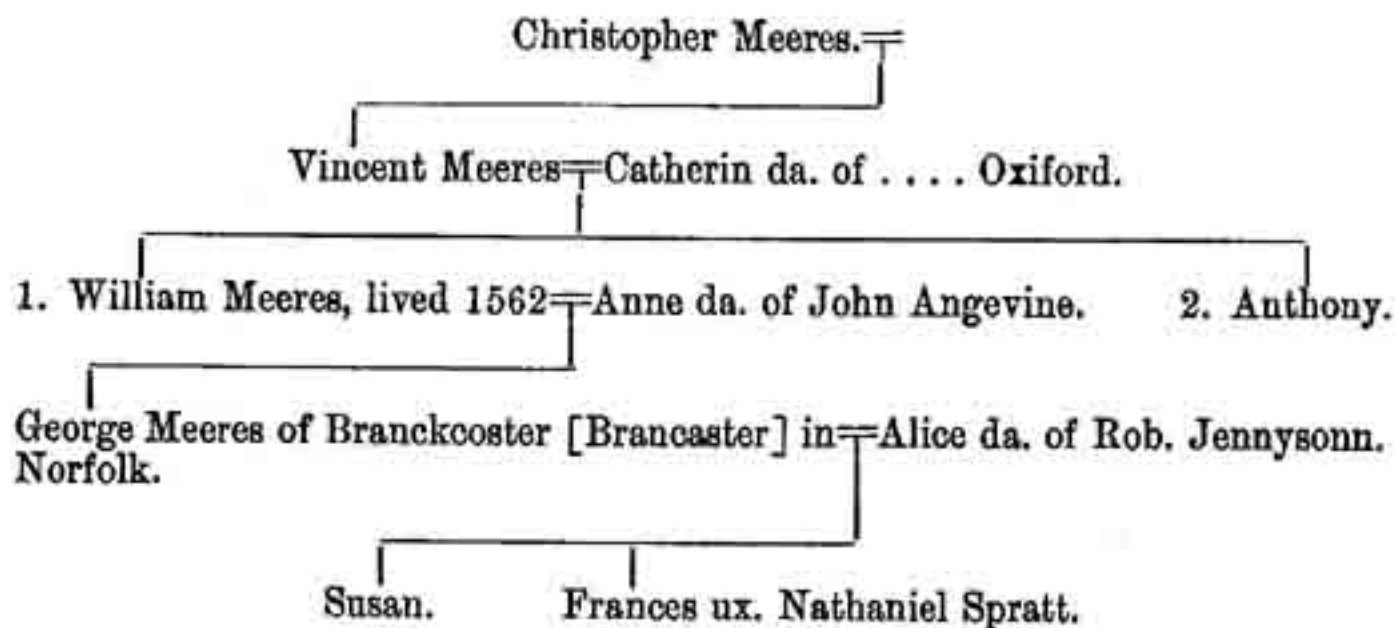 Christopher Meeres.
Vincent Meeres=Catherin da. of .... Oxiford.
1. William Meeres, lived 1562=Anne da. of John Angevine. 2. Anthony.
George Meeres of Branckcoster [Brancaster] in=Alice da. of Rob. Jennysonn.
Norfolk.
Susan. Frances ux. Nathaniel Spratt.